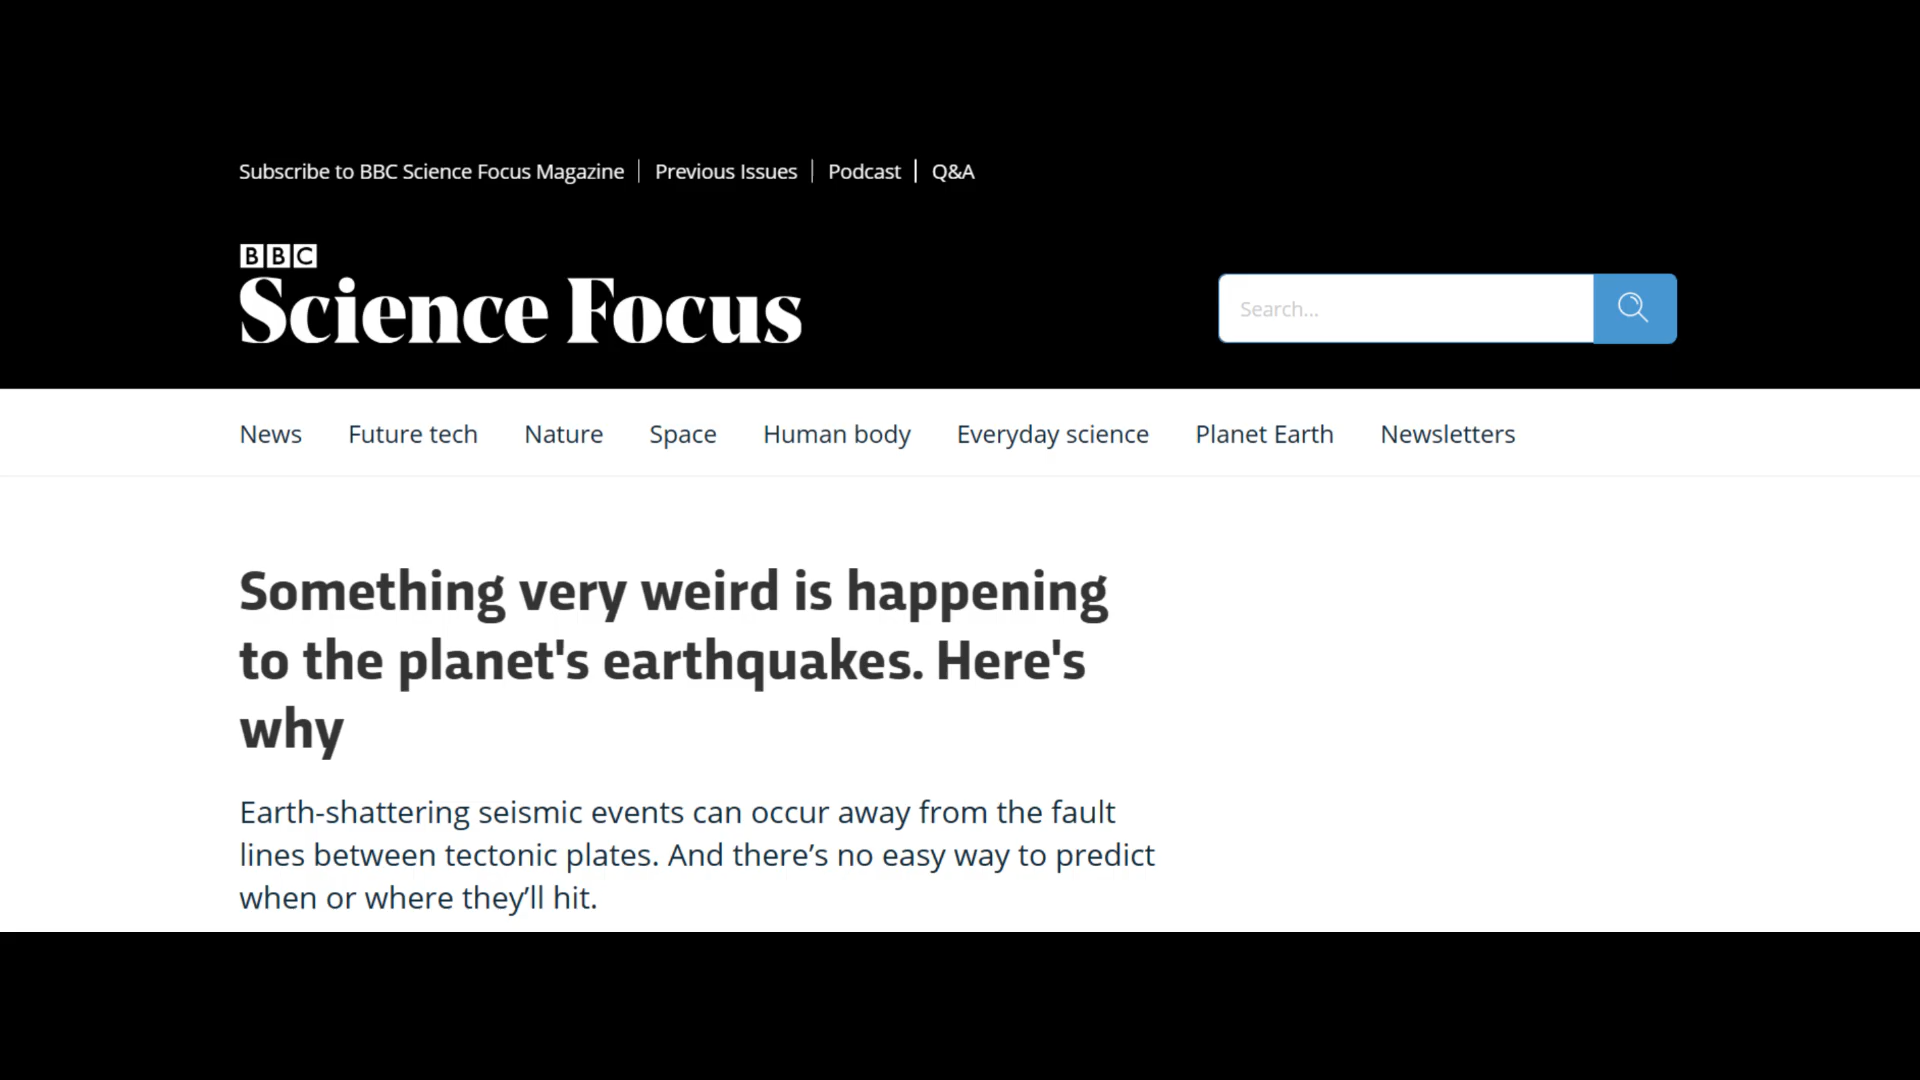 Subscribe to BBC Science Focus Magazine | Previous Issues | Podcast | Q&A
BBC
Science Focus
Search...
News Future tech Nature Space Human body Everyday science Planet Earth Newsletters
Something very weird is happening
to the planet's earthquakes. Here's
why
Earth-shattering seismic events can occur away from the fault
lines between tectonic plates. And there’s no easy way to predict
when or where they’ll hit.